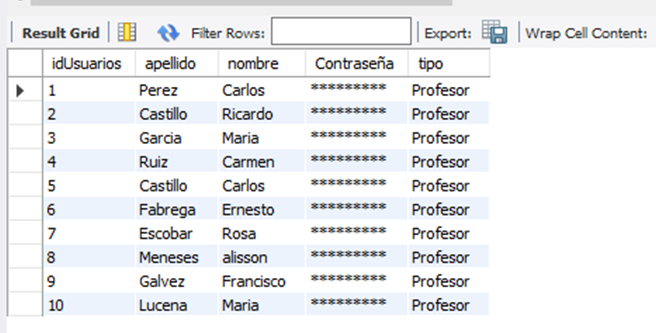 Result Grid Filter Rows: Export: Wrap Cell Content:
idUsuarios apellido nombre Contraseña tipo
1 Perez Carlos ********* Profesor
2 Castillo Ricardo ********* Profesor
3 Garcia Maria ********* Profesor
4 Ruiz Carmen ********* Profesor
5 Castillo Carlos ********* Profesor
6 Fabrega Ernesto ********* Profesor
7 Escobar Rosa ********* Profesor
8 Meneses alisson ********* Profesor
9 Galvez Francisco ********* Profesor
10 Lucena Maria ********* Profesor